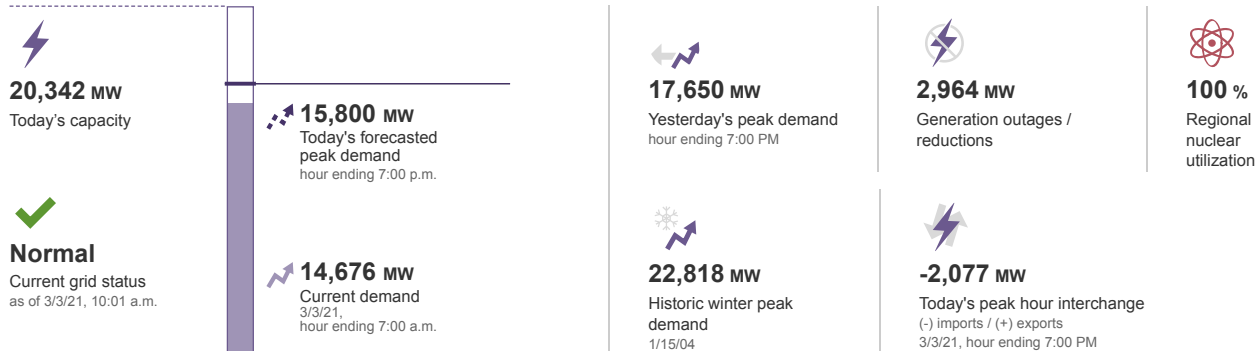 20,342 MW
Today's capacity
Normal
Current grid status
as of 3/3/21, 10:01 a.m.
15,800 MW
Today's forecasted
peak demand
hour ending 7:00 p.m.
14,676 MW
Current demand
3/3/21,
hour ending 7:00 a.m.
17,650 MW
Yesterday's peak demand
hour ending 7:00 PM
2,964 MW
Generation outages /
reductions
100 %
Regional
nuclear
utilization
22,818 MW
Historic winter peak
demand
1/15/04
-2,077 MW
Today's peak hour interchange
(-) imports / (+) exports
3/3/21, hour ending 7:00 PM